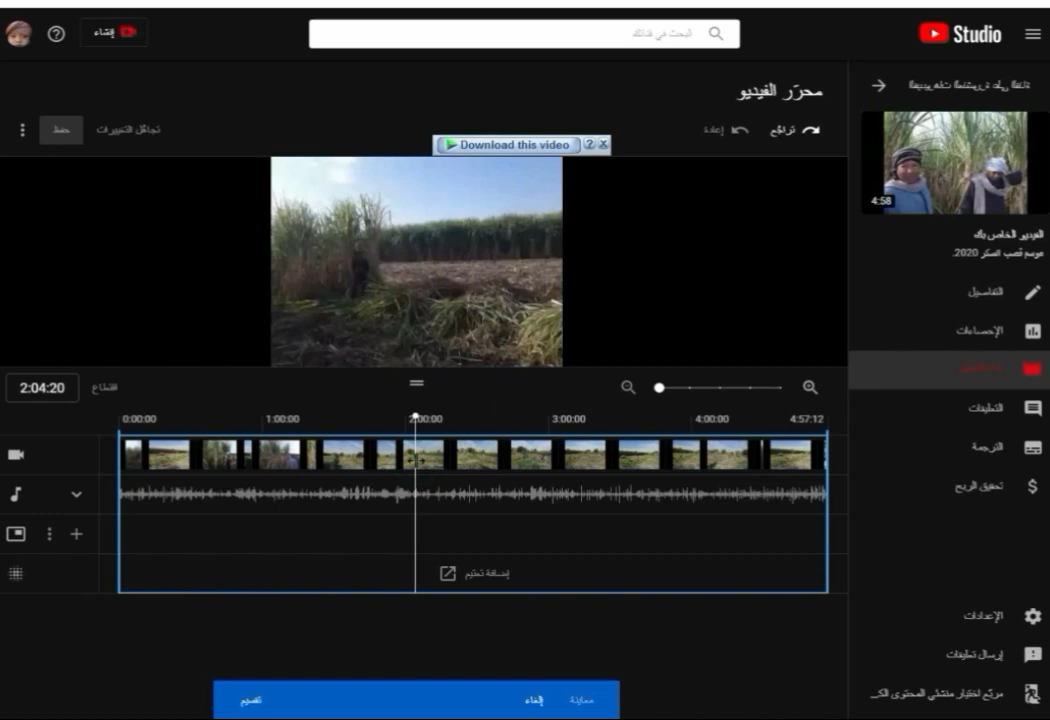 Studio
البحث في قناتك
إنشاء
محرّر الفيديو
تراجُع
إعادة
تجاهُل التغييرات
حفظ
Download this video
4:58
الفيديو الخاص بك
موسم قصب السكر 2020.
التفاصيل
الإحصاءات
التعليقات
الترجمة
تحقيق الربح
الإعدادات
إرسال تعليقات
2:04:20
اقتطاع
0:00:00
1:00:00
2:00:00
3:00:00
4:00:00
4:57:12
إضافة تمويه
معاينة
إلغاء
تقسيم